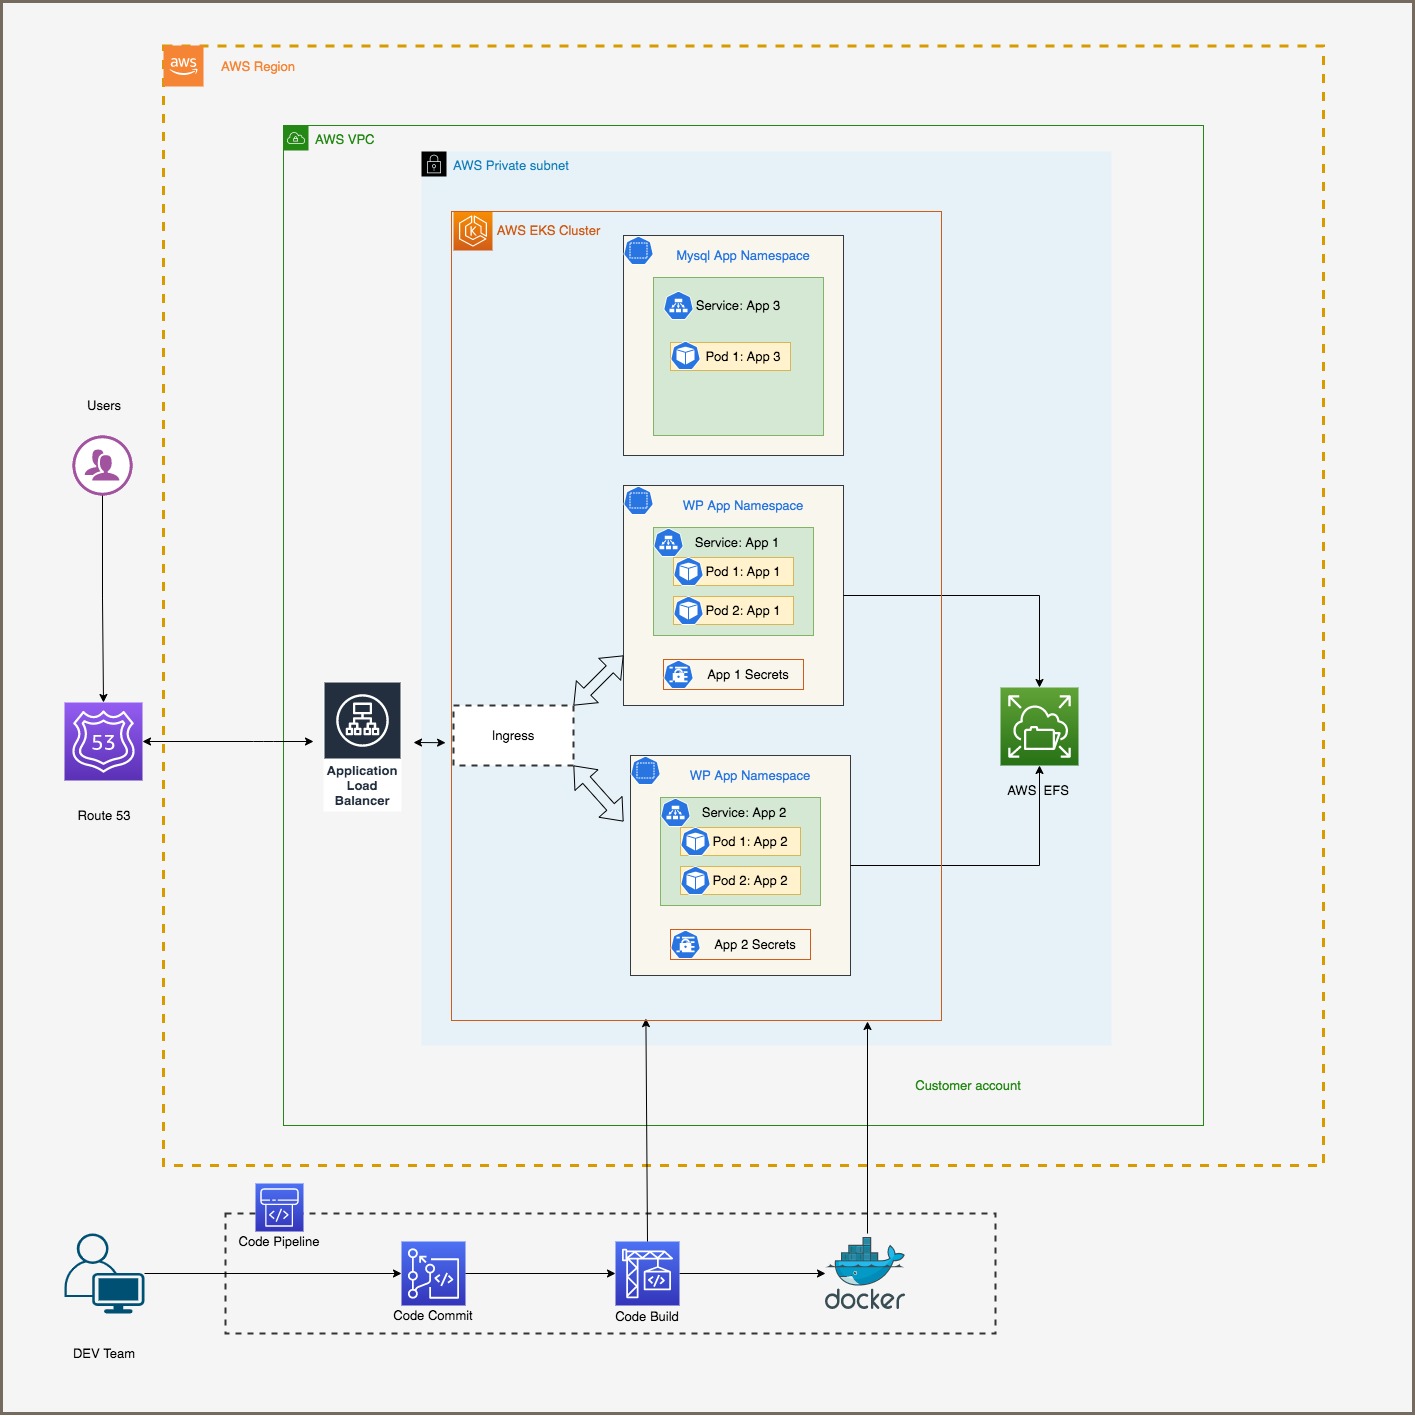 aws
AWS Region
AWS VPC
AWS Private subnet
K
AWS EKS Cluster
Mysql App Namespace
Service: App 3
Pod 1: App 3
Users
WP App Namespace
Service: App 1
Pod 1: App 1
Pod 2: App 1
App 1 Secrets
53
Route 53
Application
Load
Balancer
Ingress
WP App Namespace
Service: App 2
Pod 1: App 2
Pod 2: App 2
App 2 Secrets
AWS EFS
Customer account
</>
Code Pipeline
</>
Code Commit
</>
Code Build
docker
DEV Team